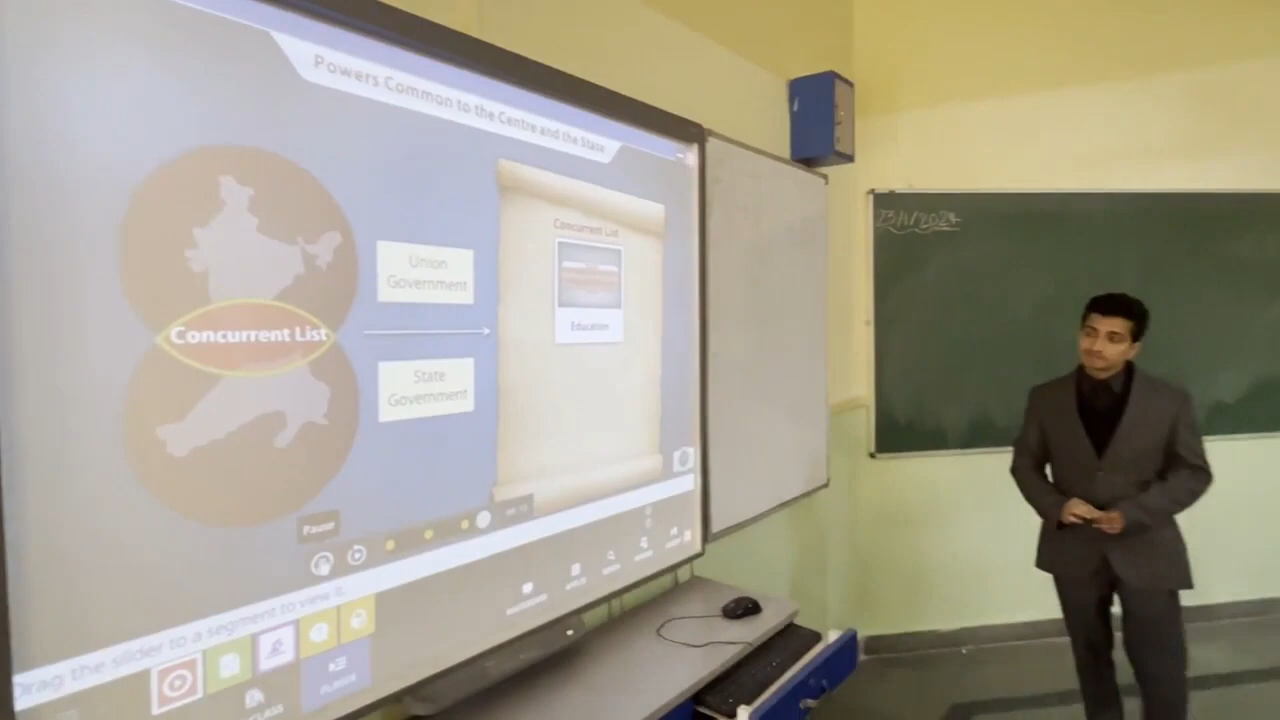 Powers Common to the Centre and the State
Concurrent List
Union
Government
State
Government
Concurrent List
Education
Pause
Drag the slider to a segment to view it.